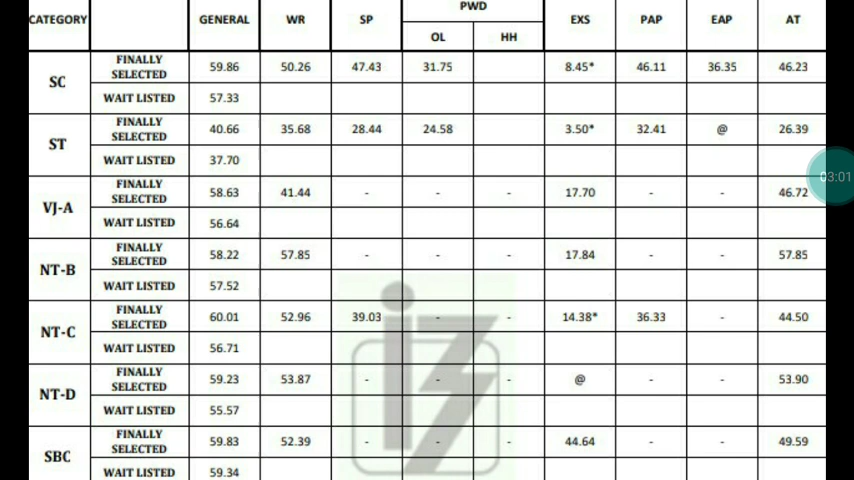 CATEGORY GENERAL WR SP PWD EXS PAP EAP AT
OL HH
SC FINALLY SELECTED 59.86 50.26 47.43 31.75 8.45* 46.11 36.35 46.23
WAIT LISTED 57.33
ST FINALLY SELECTED 40.66 35.68 28.44 24.58 3.50* 32.41 @ 26.39
WAIT LISTED 37.70
VJ-A FINALLY SELECTED 58.63 41.44 - - - 17.70 - - 46.72
WAIT LISTED 56.64
NT-B FINALLY SELECTED 58.22 57.85 - - - 17.84 - - 57.85
WAIT LISTED 57.52
NT-C FINALLY SELECTED 60.01 52.96 39.03 - - 14.38* 36.33 - 44.50
WAIT LISTED 56.71
NT-D FINALLY SELECTED 59.23 53.87 - - - @ - - 53.90
WAIT LISTED 55.57
SBC FINALLY SELECTED 59.83 52.39 - - - 44.64 - - 49.59
WAIT LISTED 59.34
03:01